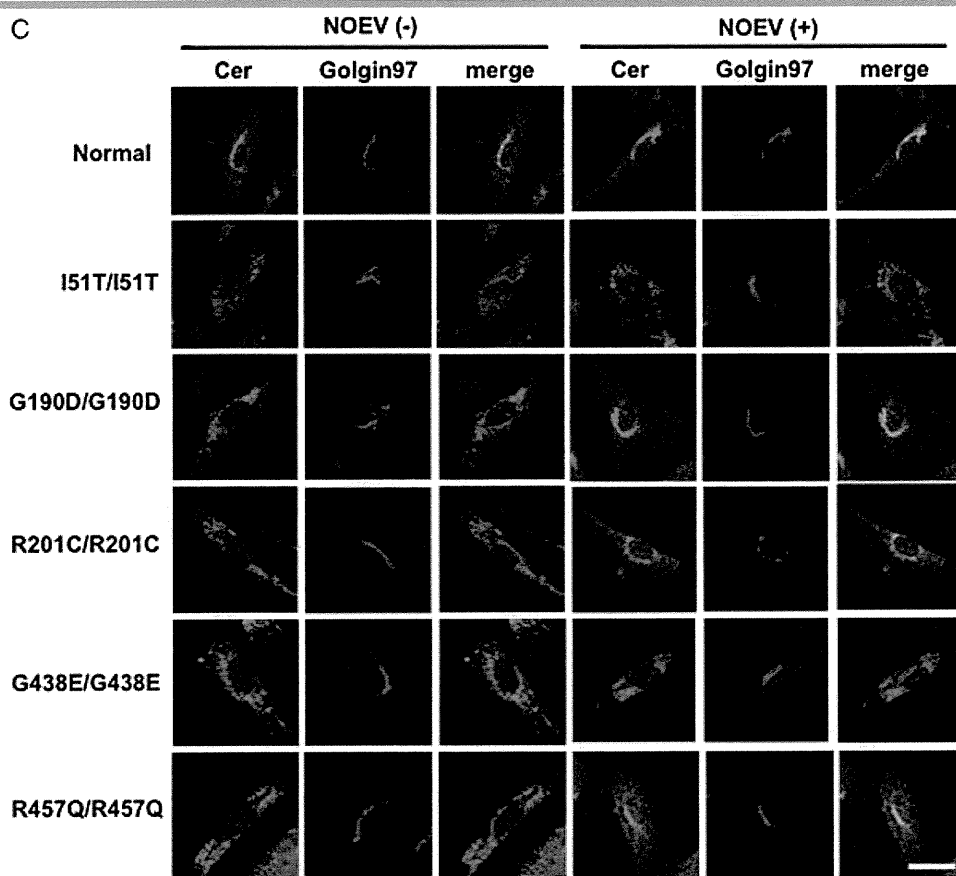 C
NOEV (-) NOEV (+)
Cer Golgin97 merge Cer Golgin97 merge
Normal
I51T/I51T
G190D/G190D
R201C/R201C
G438E/G438E
R457Q/R457Q